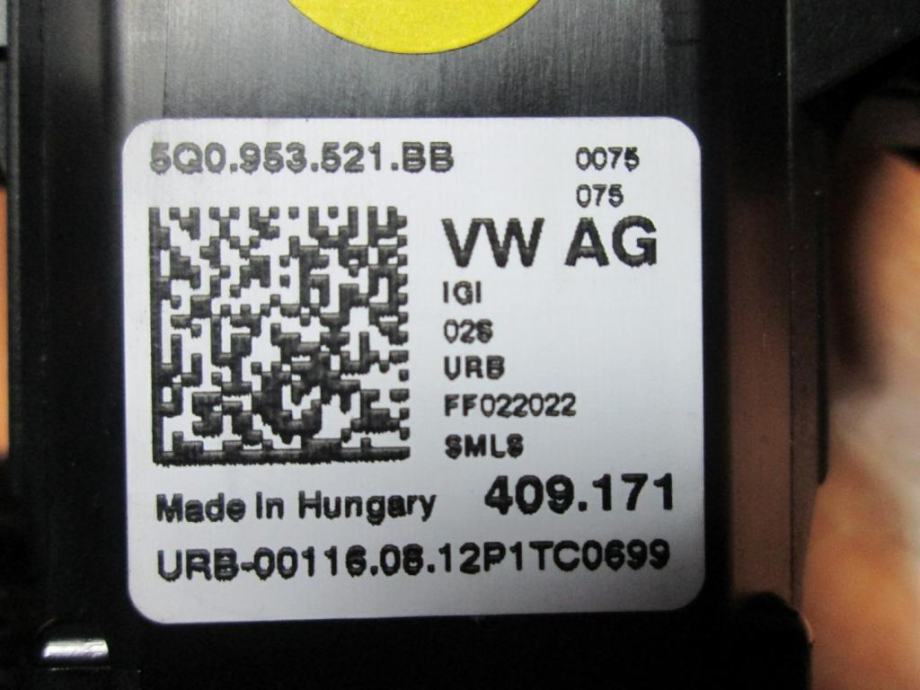 5Q0.953.521.BB
0075
075
VW AG
IGI
026
URB
FF022022
SMLS
Made in Hungary
409.171
URB-00116.08.12P1TC0699